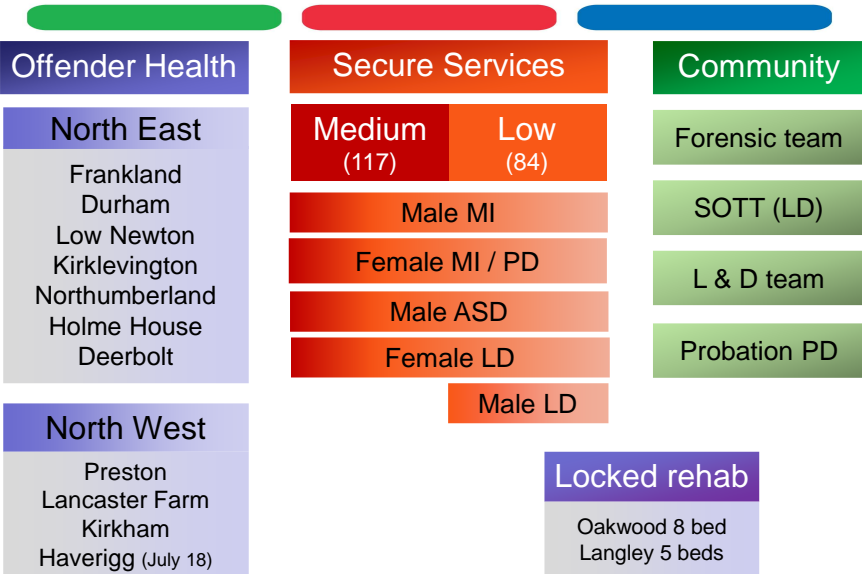 Offender Health
North East
Frankland
Durham
Low Newton
Kirklevington
Northumberland
Holme House
Deerbolt
North West
Preston
Lancaster Farm
Kirkham
Haverigg (July 18)
Secure Services
Medium
(117)
Low
(84)
Male MI
Female MI / PD
Male ASD
Female LD
Male LD
Locked rehab
Oakwood 8 bed
Langley 5 beds
Community
Forensic team
SOTT (LD)
L & D team
Probation PD